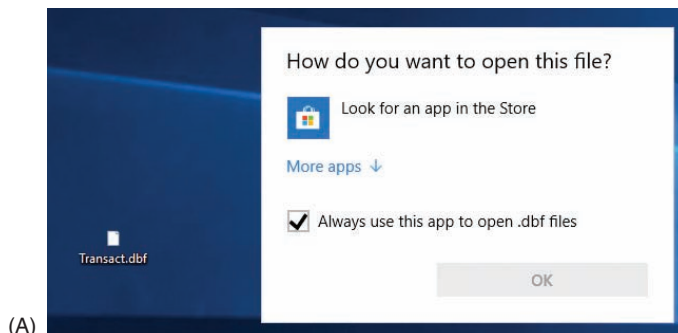 How do you want to open this file?
Look for an app in the Store
More apps ↓
Always use this app to open .dbf files
Transact.dbf
OK
(A)